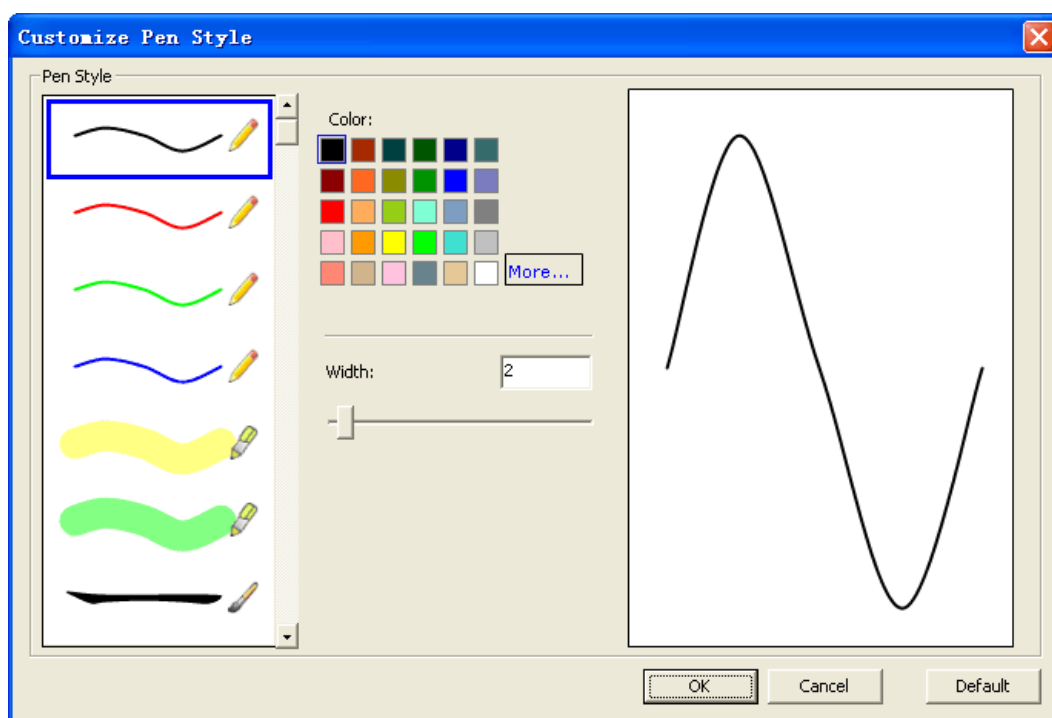 Customize Pen Style
Pen Style
Color:
More...
Width:
2
OK
Cancel
Default